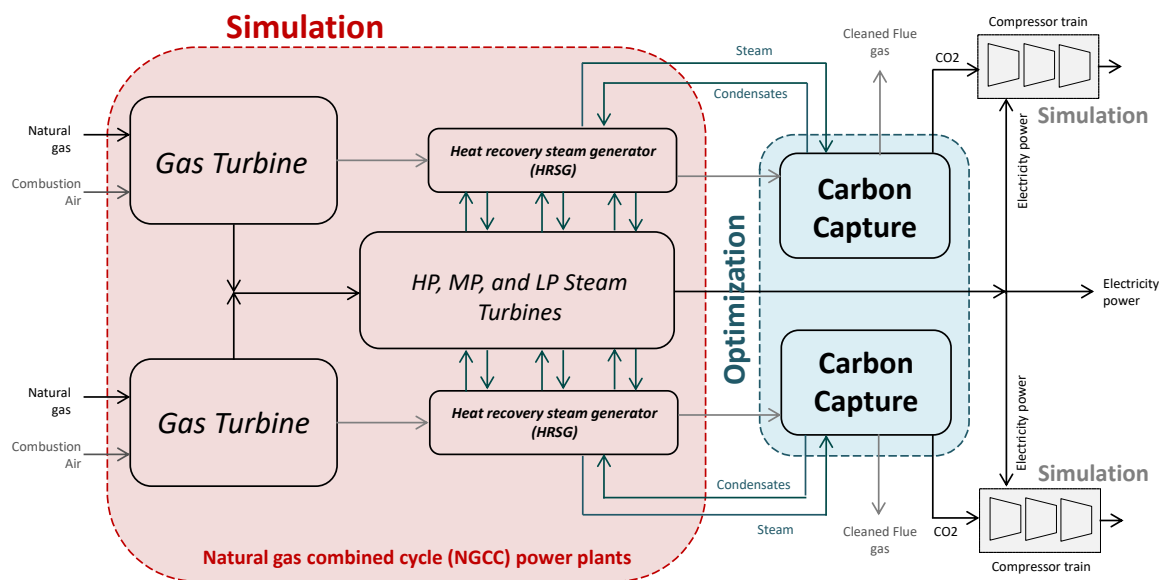 Simulation
Compressor train
Cleaned Flue
gas
Steam
CO2
Condensates
Simulation
Natural
gas
Gas Turbine
Heat recovery steam generator
(HRSG)
Combustion
Air
Carbon
Capture
Electricity power
HP, MP, and LP Steam
Turbines
Optimization
Electricity
power
Natural
gas
Gas Turbine
Heat recovery steam generator
(HRSG)
Combustion
Air
Carbon
Capture
Electricity power
Condensates
Simulation
Steam
Cleaned Flue
gas
CO2
Natural gas combined cycle (NGCC) power plants
Compressor train